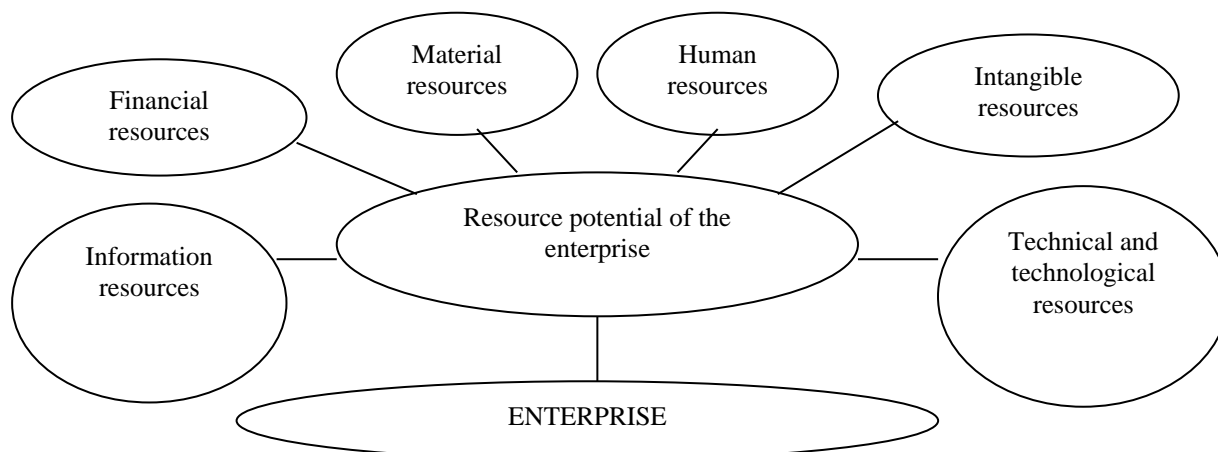 Material
resources
Human
resources
Financial
resources
Intangible
resources
Resource potential of the
enterprise
Information
resources
Technical and
technological
resources
ENTERPRISE